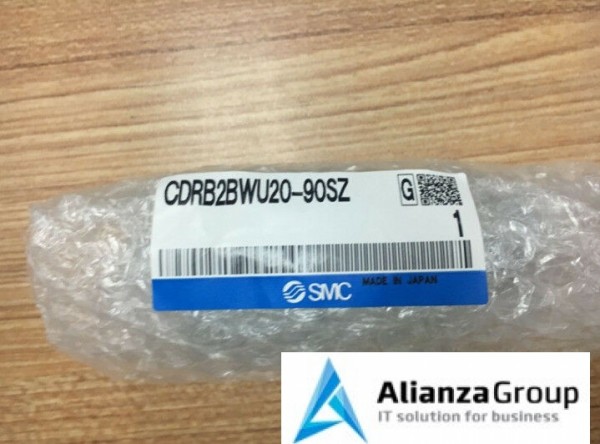 CDRB2BWU20-90SZ
G
1
SMC
MADE IN JAPAN
AlianzaGroup
IT solution for business